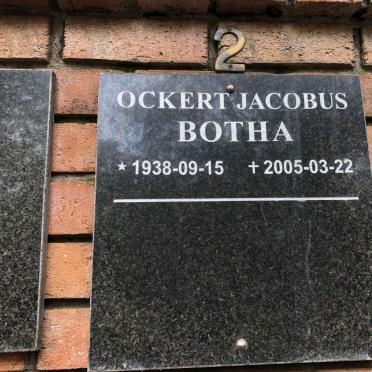 2
OCKERT JACOBUS
BOTHA
★ 1938-09-15 ✝ 2005-03-22